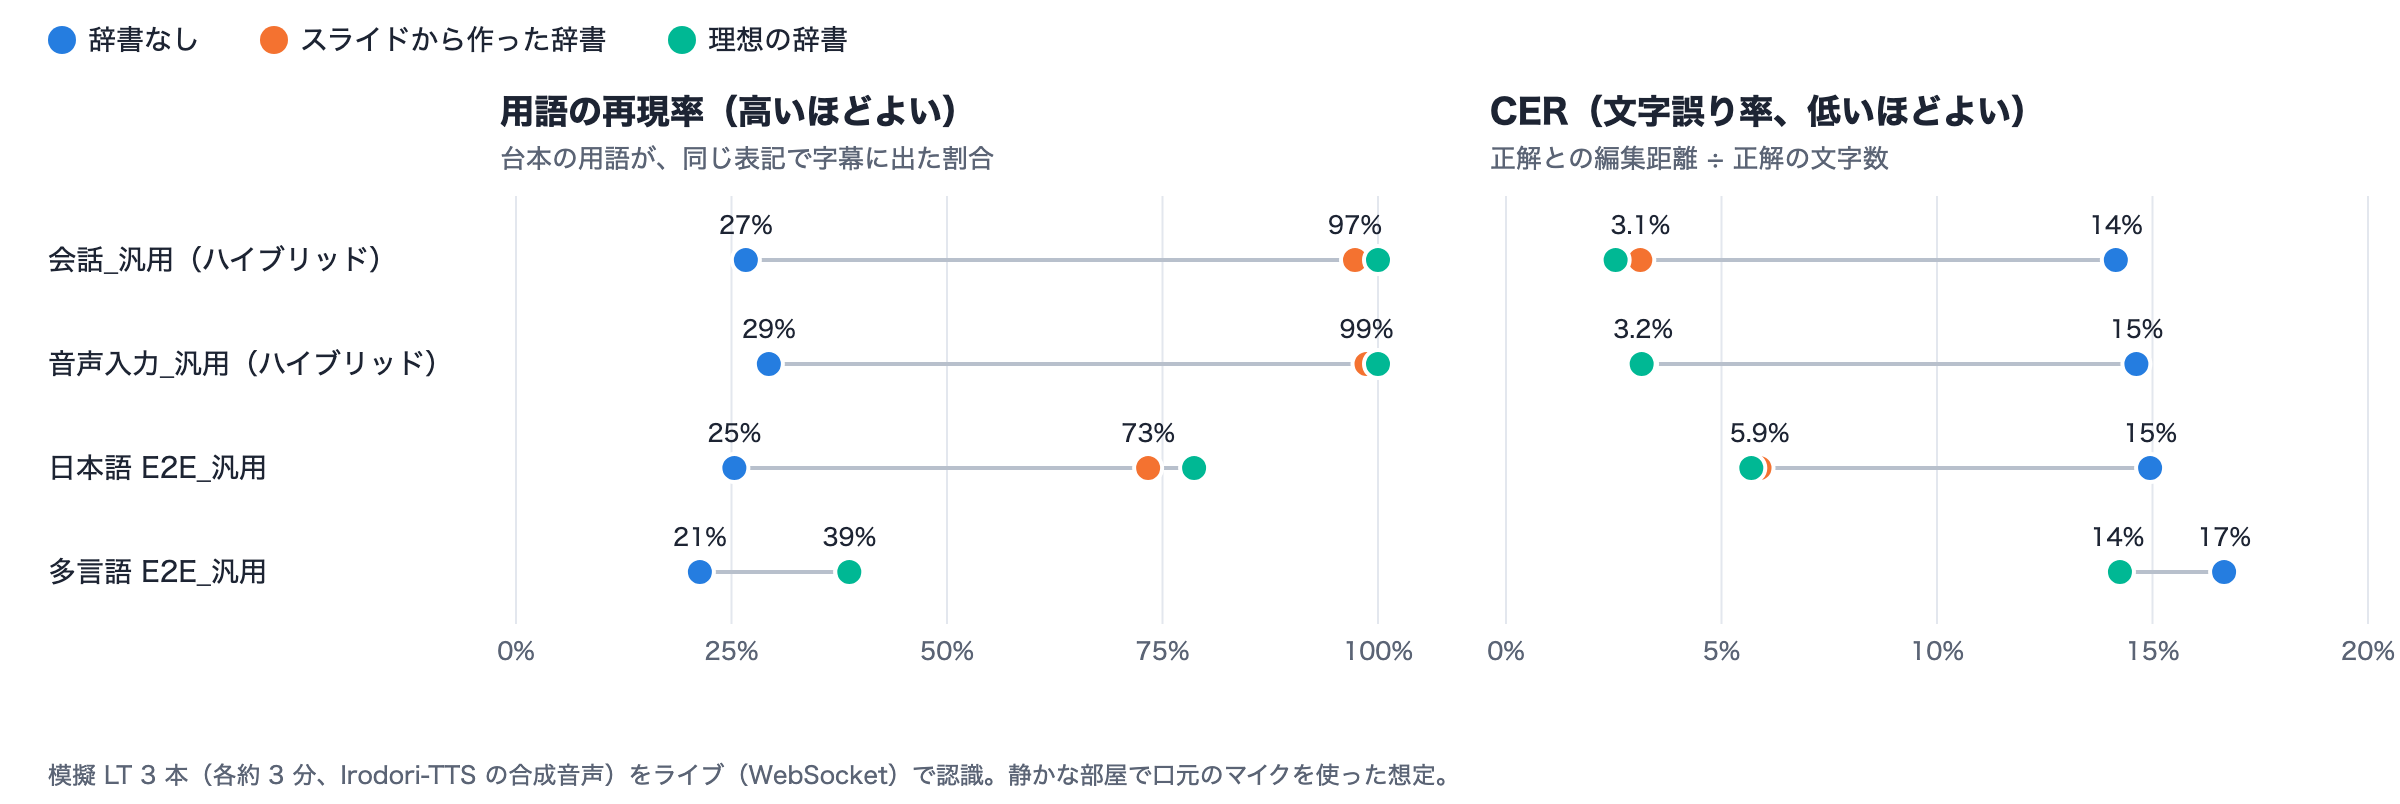 辞書なし スライドから作った辞書 理想の辞書
用語の再現率（高いほどよい）
台本の用語が、同じ表記で字幕に出た割合
CER（文字誤り率、低いほどよい）
正解との編集距離 ÷ 正解の文字数
会話_汎用（ハイブリッド） 27% 97% 3.1% 14%
音声入力_汎用（ハイブリッド） 29% 99% 3.2% 15%
日本語 E2E_汎用 25% 73% 5.9% 15%
多言語 E2E_汎用 21% 39% 14% 17%
0% 25% 50% 75% 100% 0% 5% 10% 15% 20%
模擬 LT 3 本（各約 3 分、Irodori-TTS の合成音声）をライブ（WebSocket）で認識。静かな部屋で口元のマイクを使った想定。